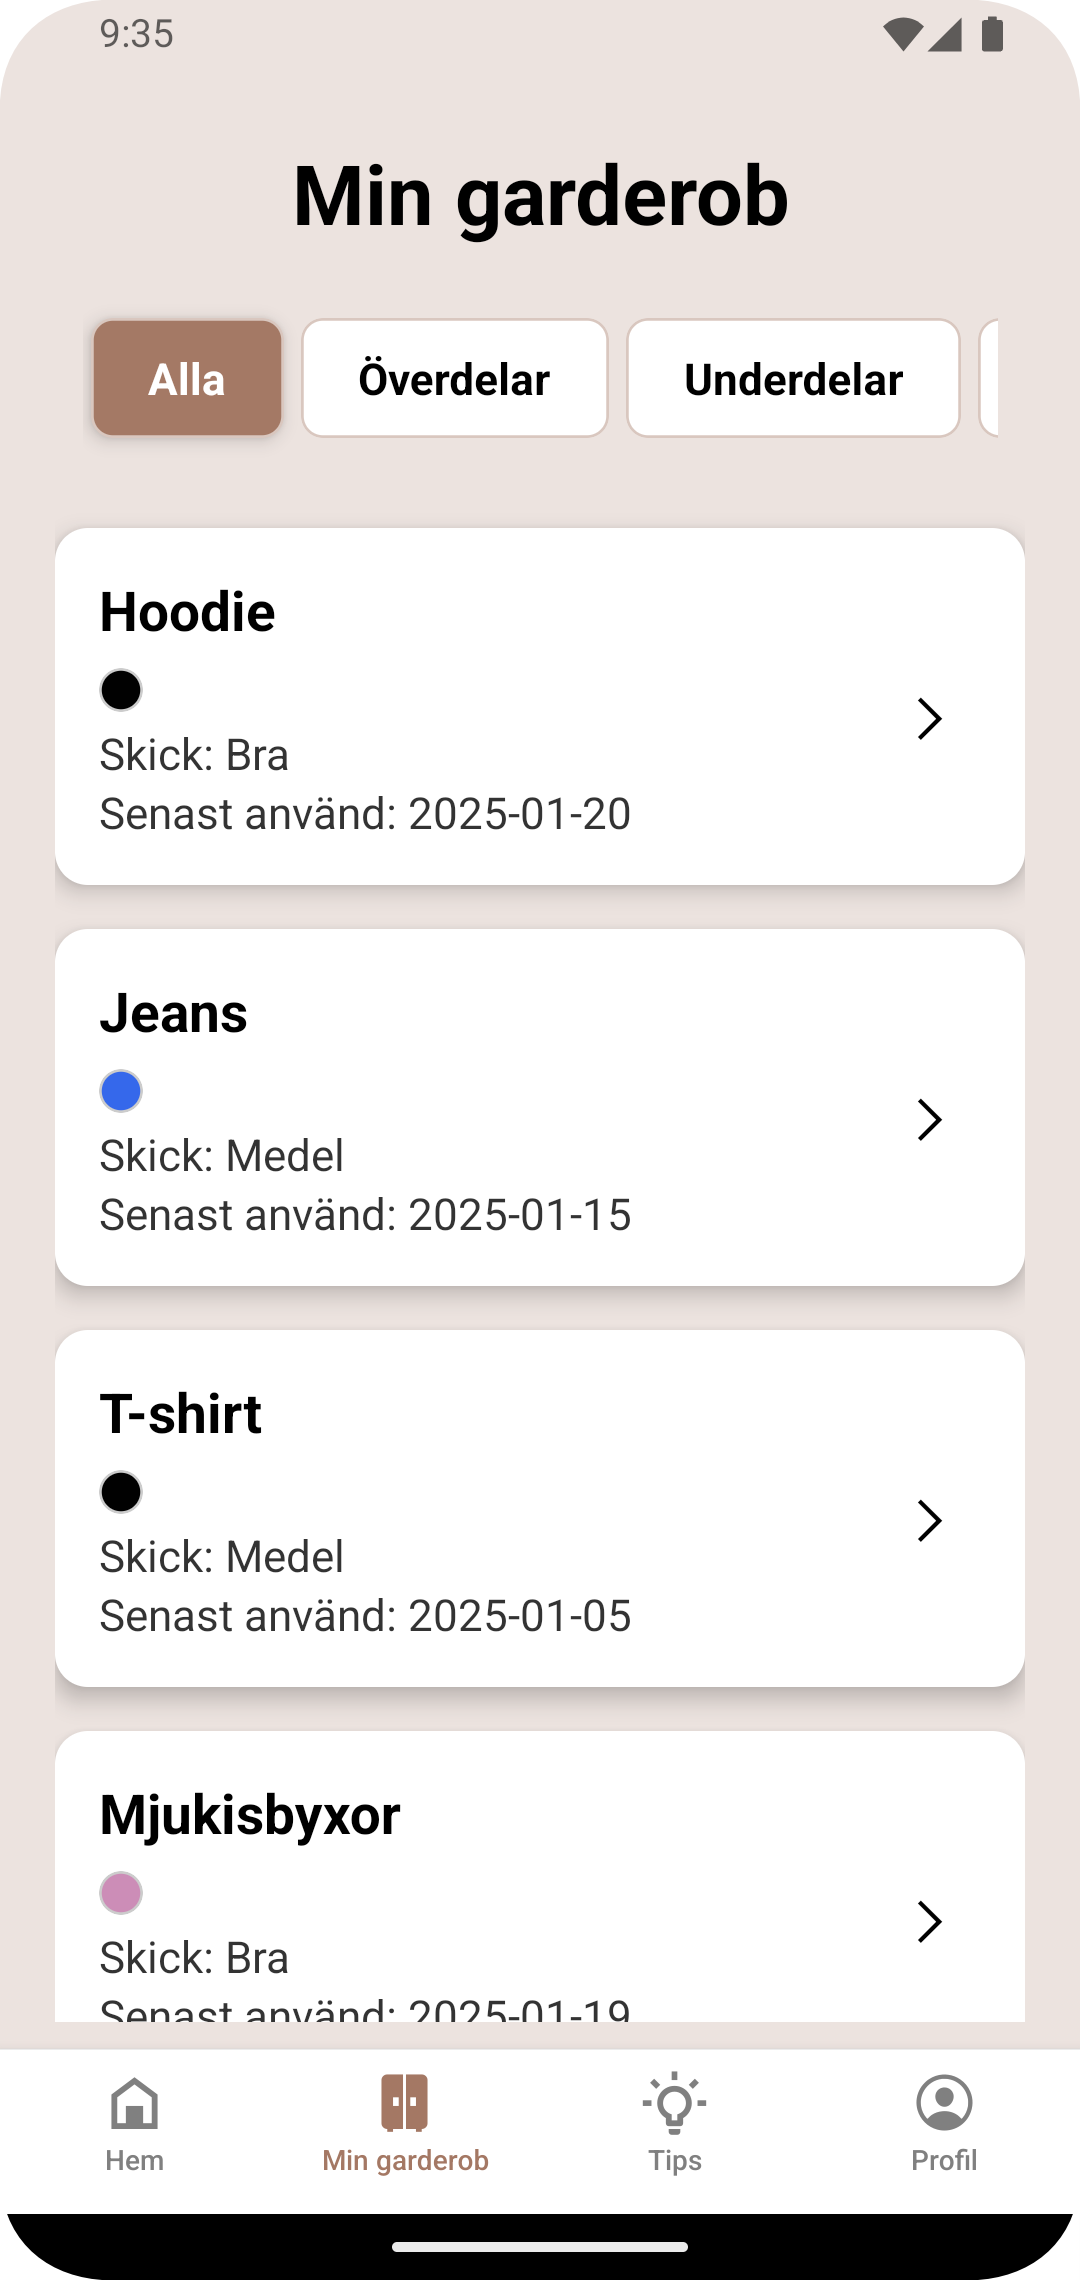 9:35
Min garderob
Alla
Överdelar
Underdelar
Hoodie
Skick: Bra
Senast använd: 2025-01-20
Jeans
Skick: Medel
Senast använd: 2025-01-15
T-shirt
Skick: Medel
Senast använd: 2025-01-05
Mjukisbyxor
Skick: Bra
Senast använd: 2025-01-19
Hem
Min garderob
Tips
Profil